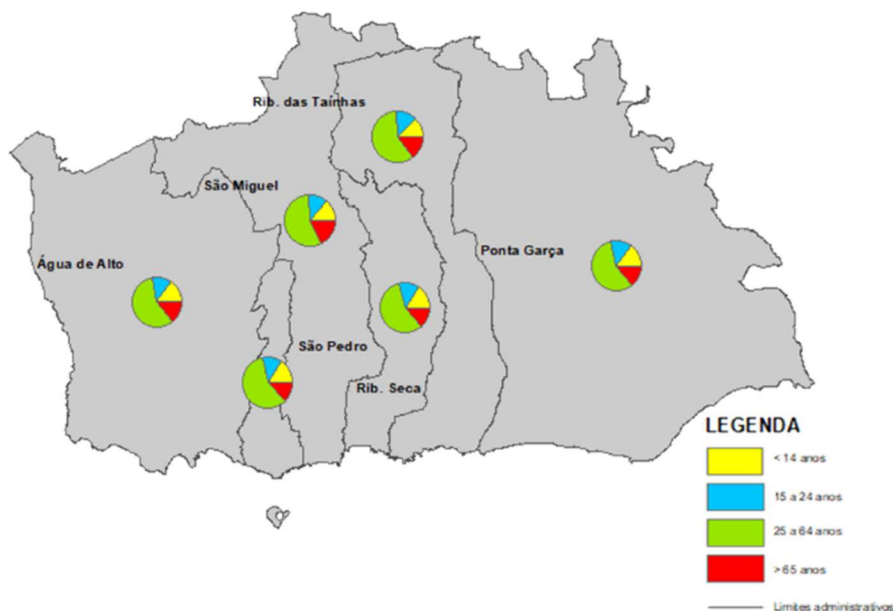 Rib. das Tainhas
São Miguel
Ponta Garça
Água de Alto
São Pedro
Rib. Seca
LEGENDA
< 14 anos
15 a 24 anos
25 a 64 anos
> 65 anos
Limites administrativos